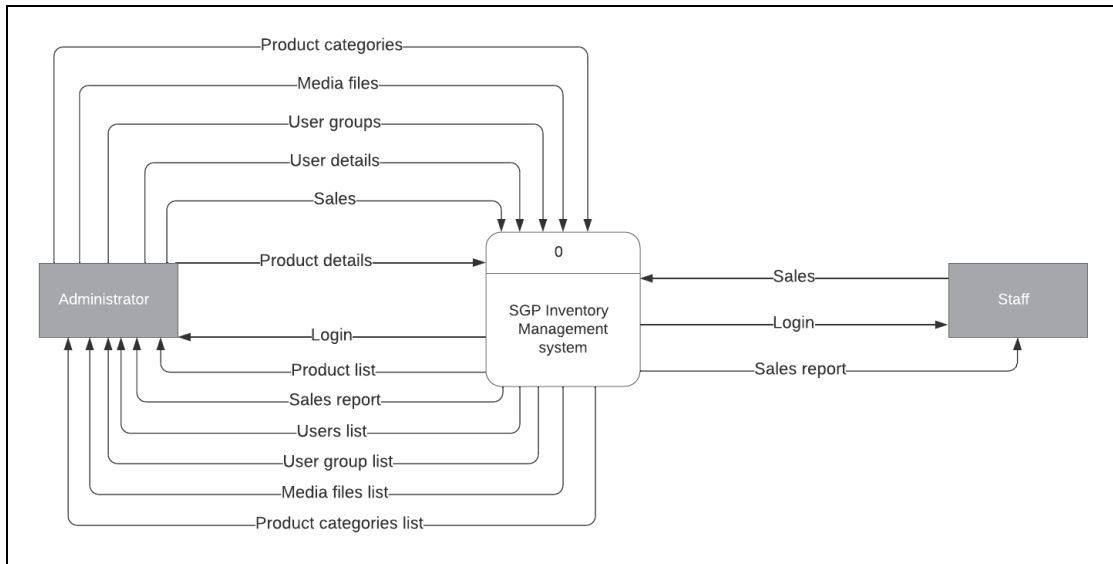 Product categories
Media files
User groups
User details
Sales
Product details
0
Administrator
SGP Inventory
Management
system
Sales
Staff
Login
Login
Product list
Sales report
Sales report
Users list
User group list
Media files list
Product categories list